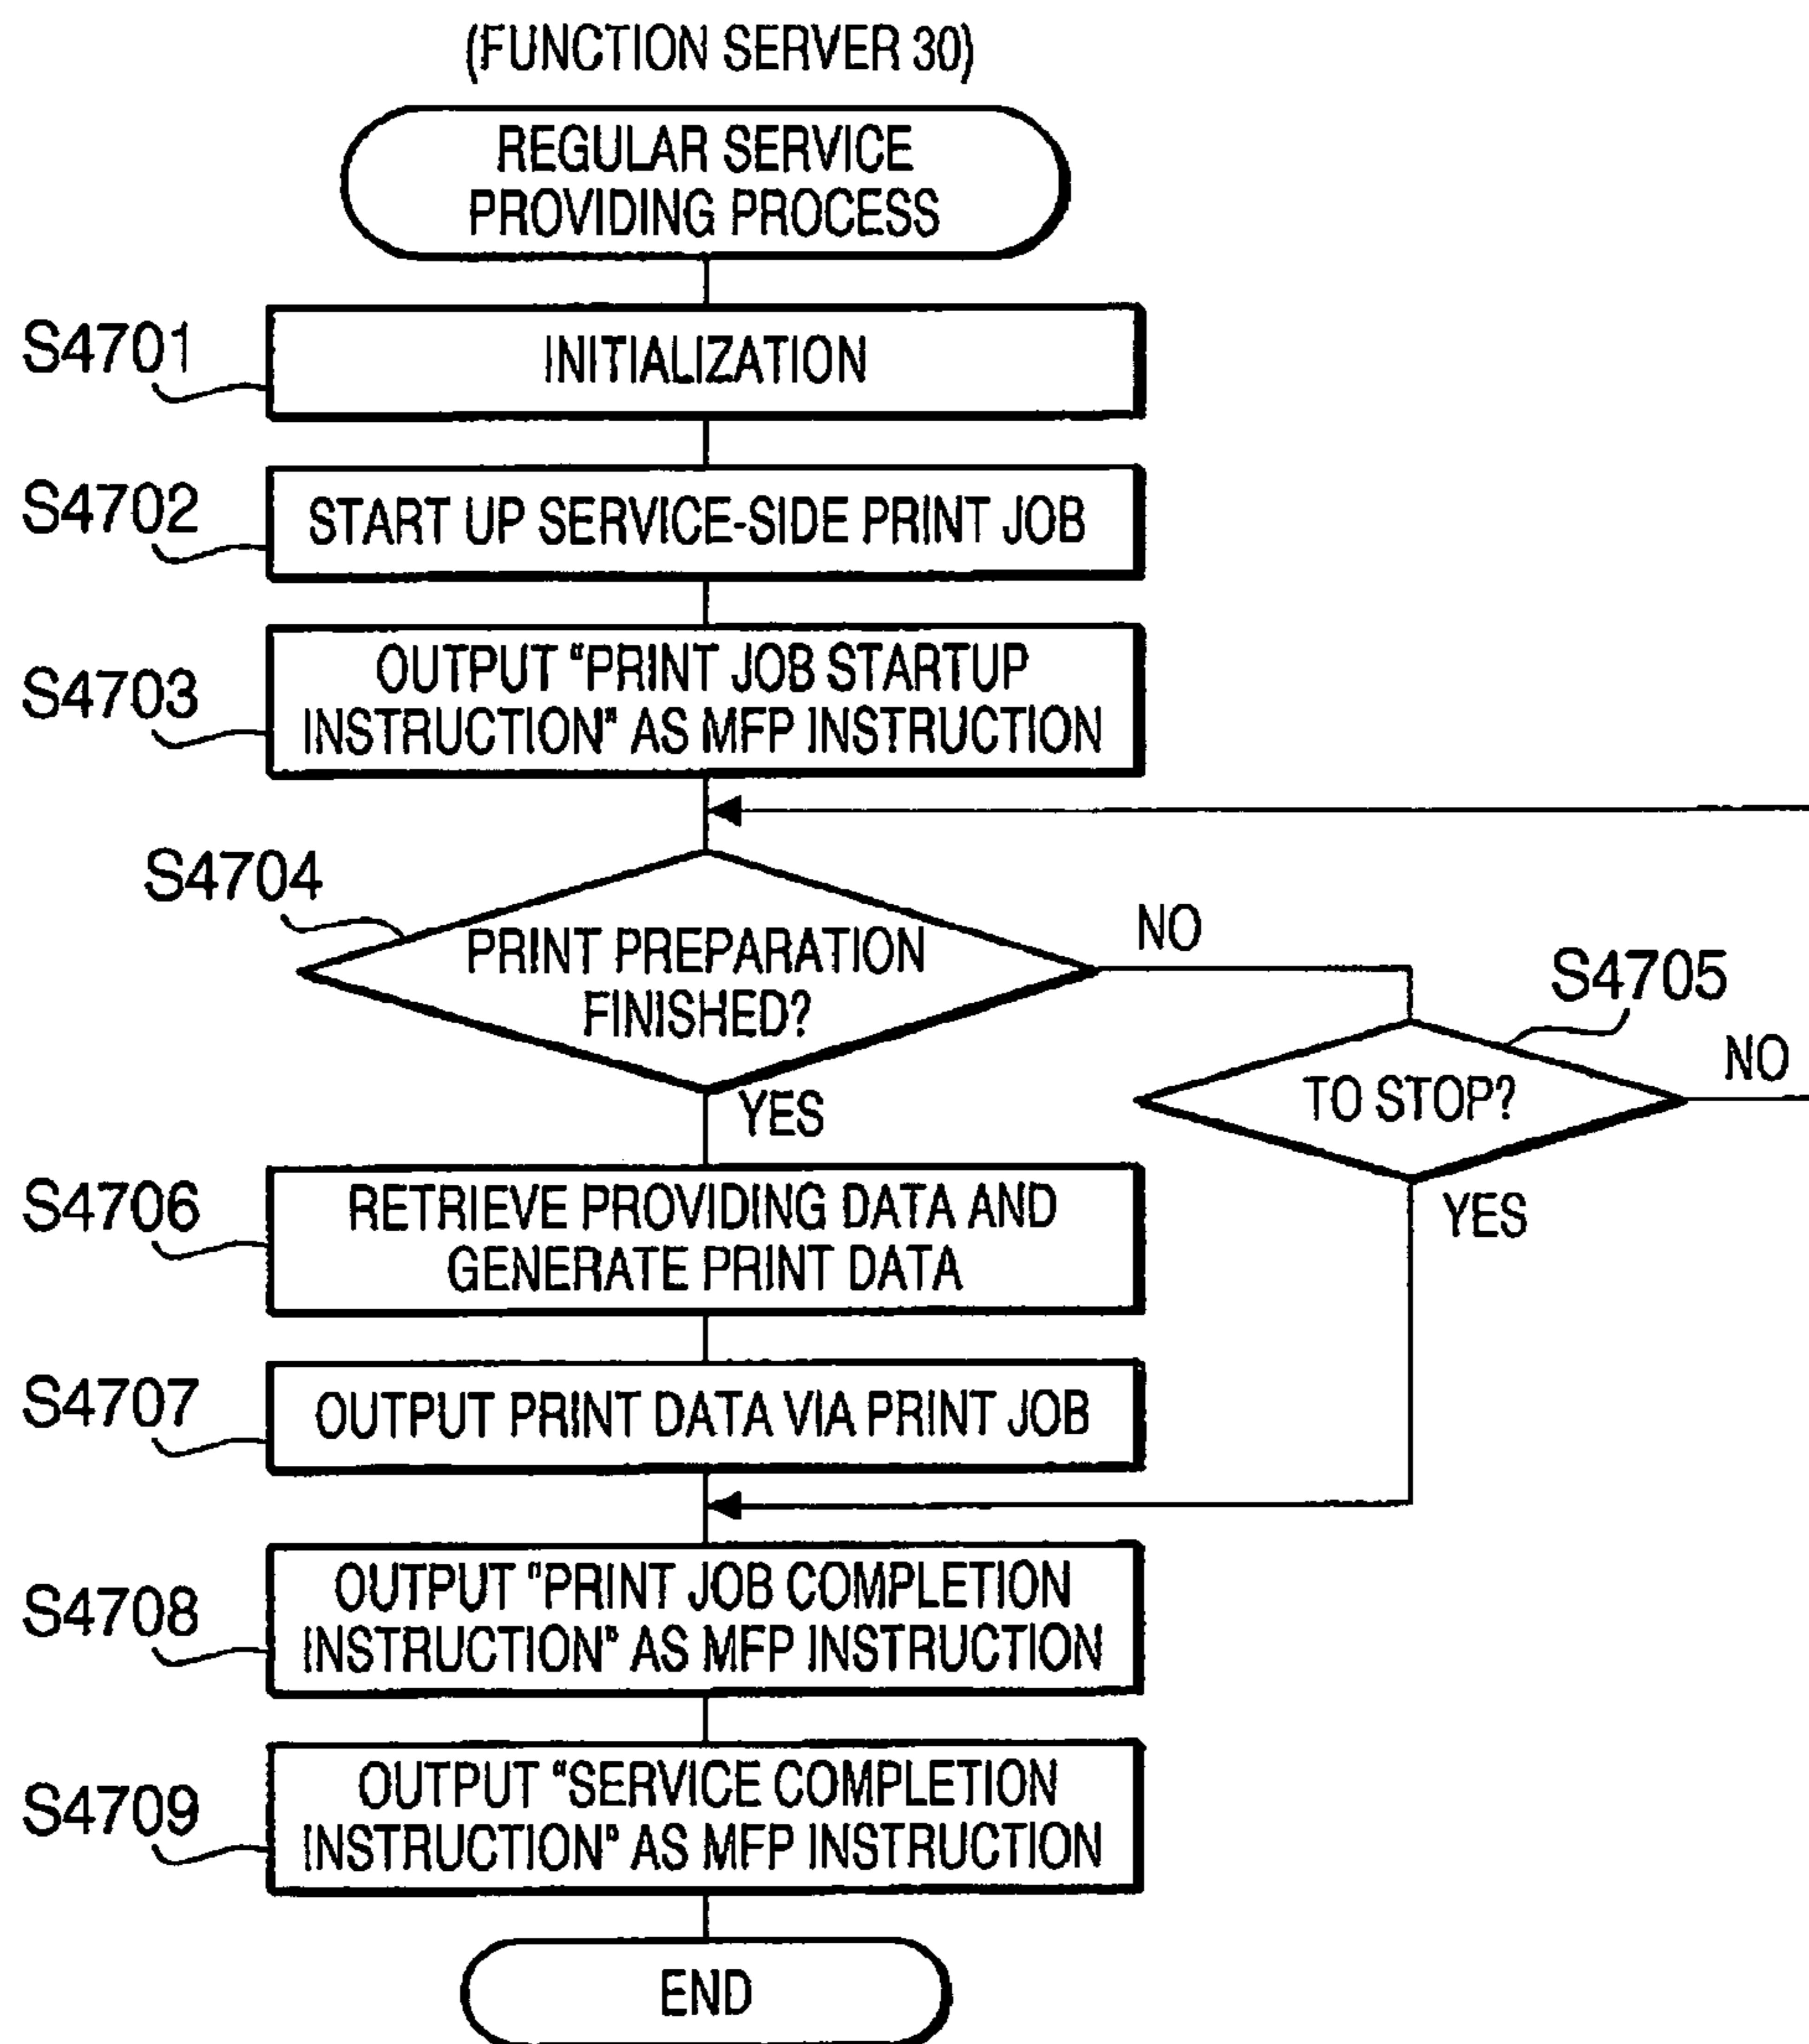 (FUNCTION SERVER 30)
REGULAR SERVICE
PROVIDING PROCESS
S4701
INITIALIZATION
S4702
START UP SERVICE-SIDE PRINT JOB
S4703
OUTPUT "PRINT JOB STARTUP
INSTRUCTION" AS MFP INSTRUCTION
S4704
PRINT PREPARATION
FINISHED?
NO
YES
S4705
TO STOP?
NO
YES
S4706
RETRIEVE PROVIDING DATA AND
GENERATE PRINT DATA
S4707
OUTPUT PRINT DATA VIA PRINT JOB
S4708
OUTPUT "PRINT JOB COMPLETION
INSTRUCTION" AS MFP INSTRUCTION
S4709
OUTPUT "SERVICE COMPLETION
INSTRUCTION" AS MFP INSTRUCTION
END